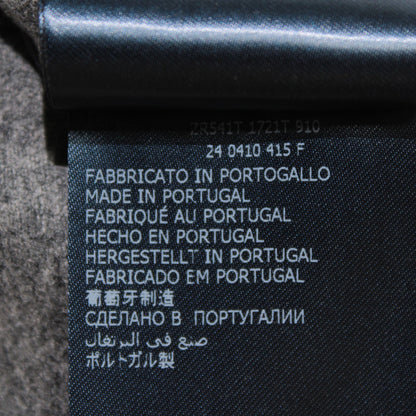 ZR541T 1721T 910
24 0410 415 F
FABBRICATO IN PORTOGALLO
MADE IN PORTUGAL
FABRIQUÉ AU PORTUGAL
HECHO EN PORTUGAL
HERGESTELLT IN PORTUGAL
FABRICADO EM PORTUGAL
葡萄牙制造
СДЕЛАНО В ПОРТУГАЛИИ
صنع في البرتغال
ポルトガル製